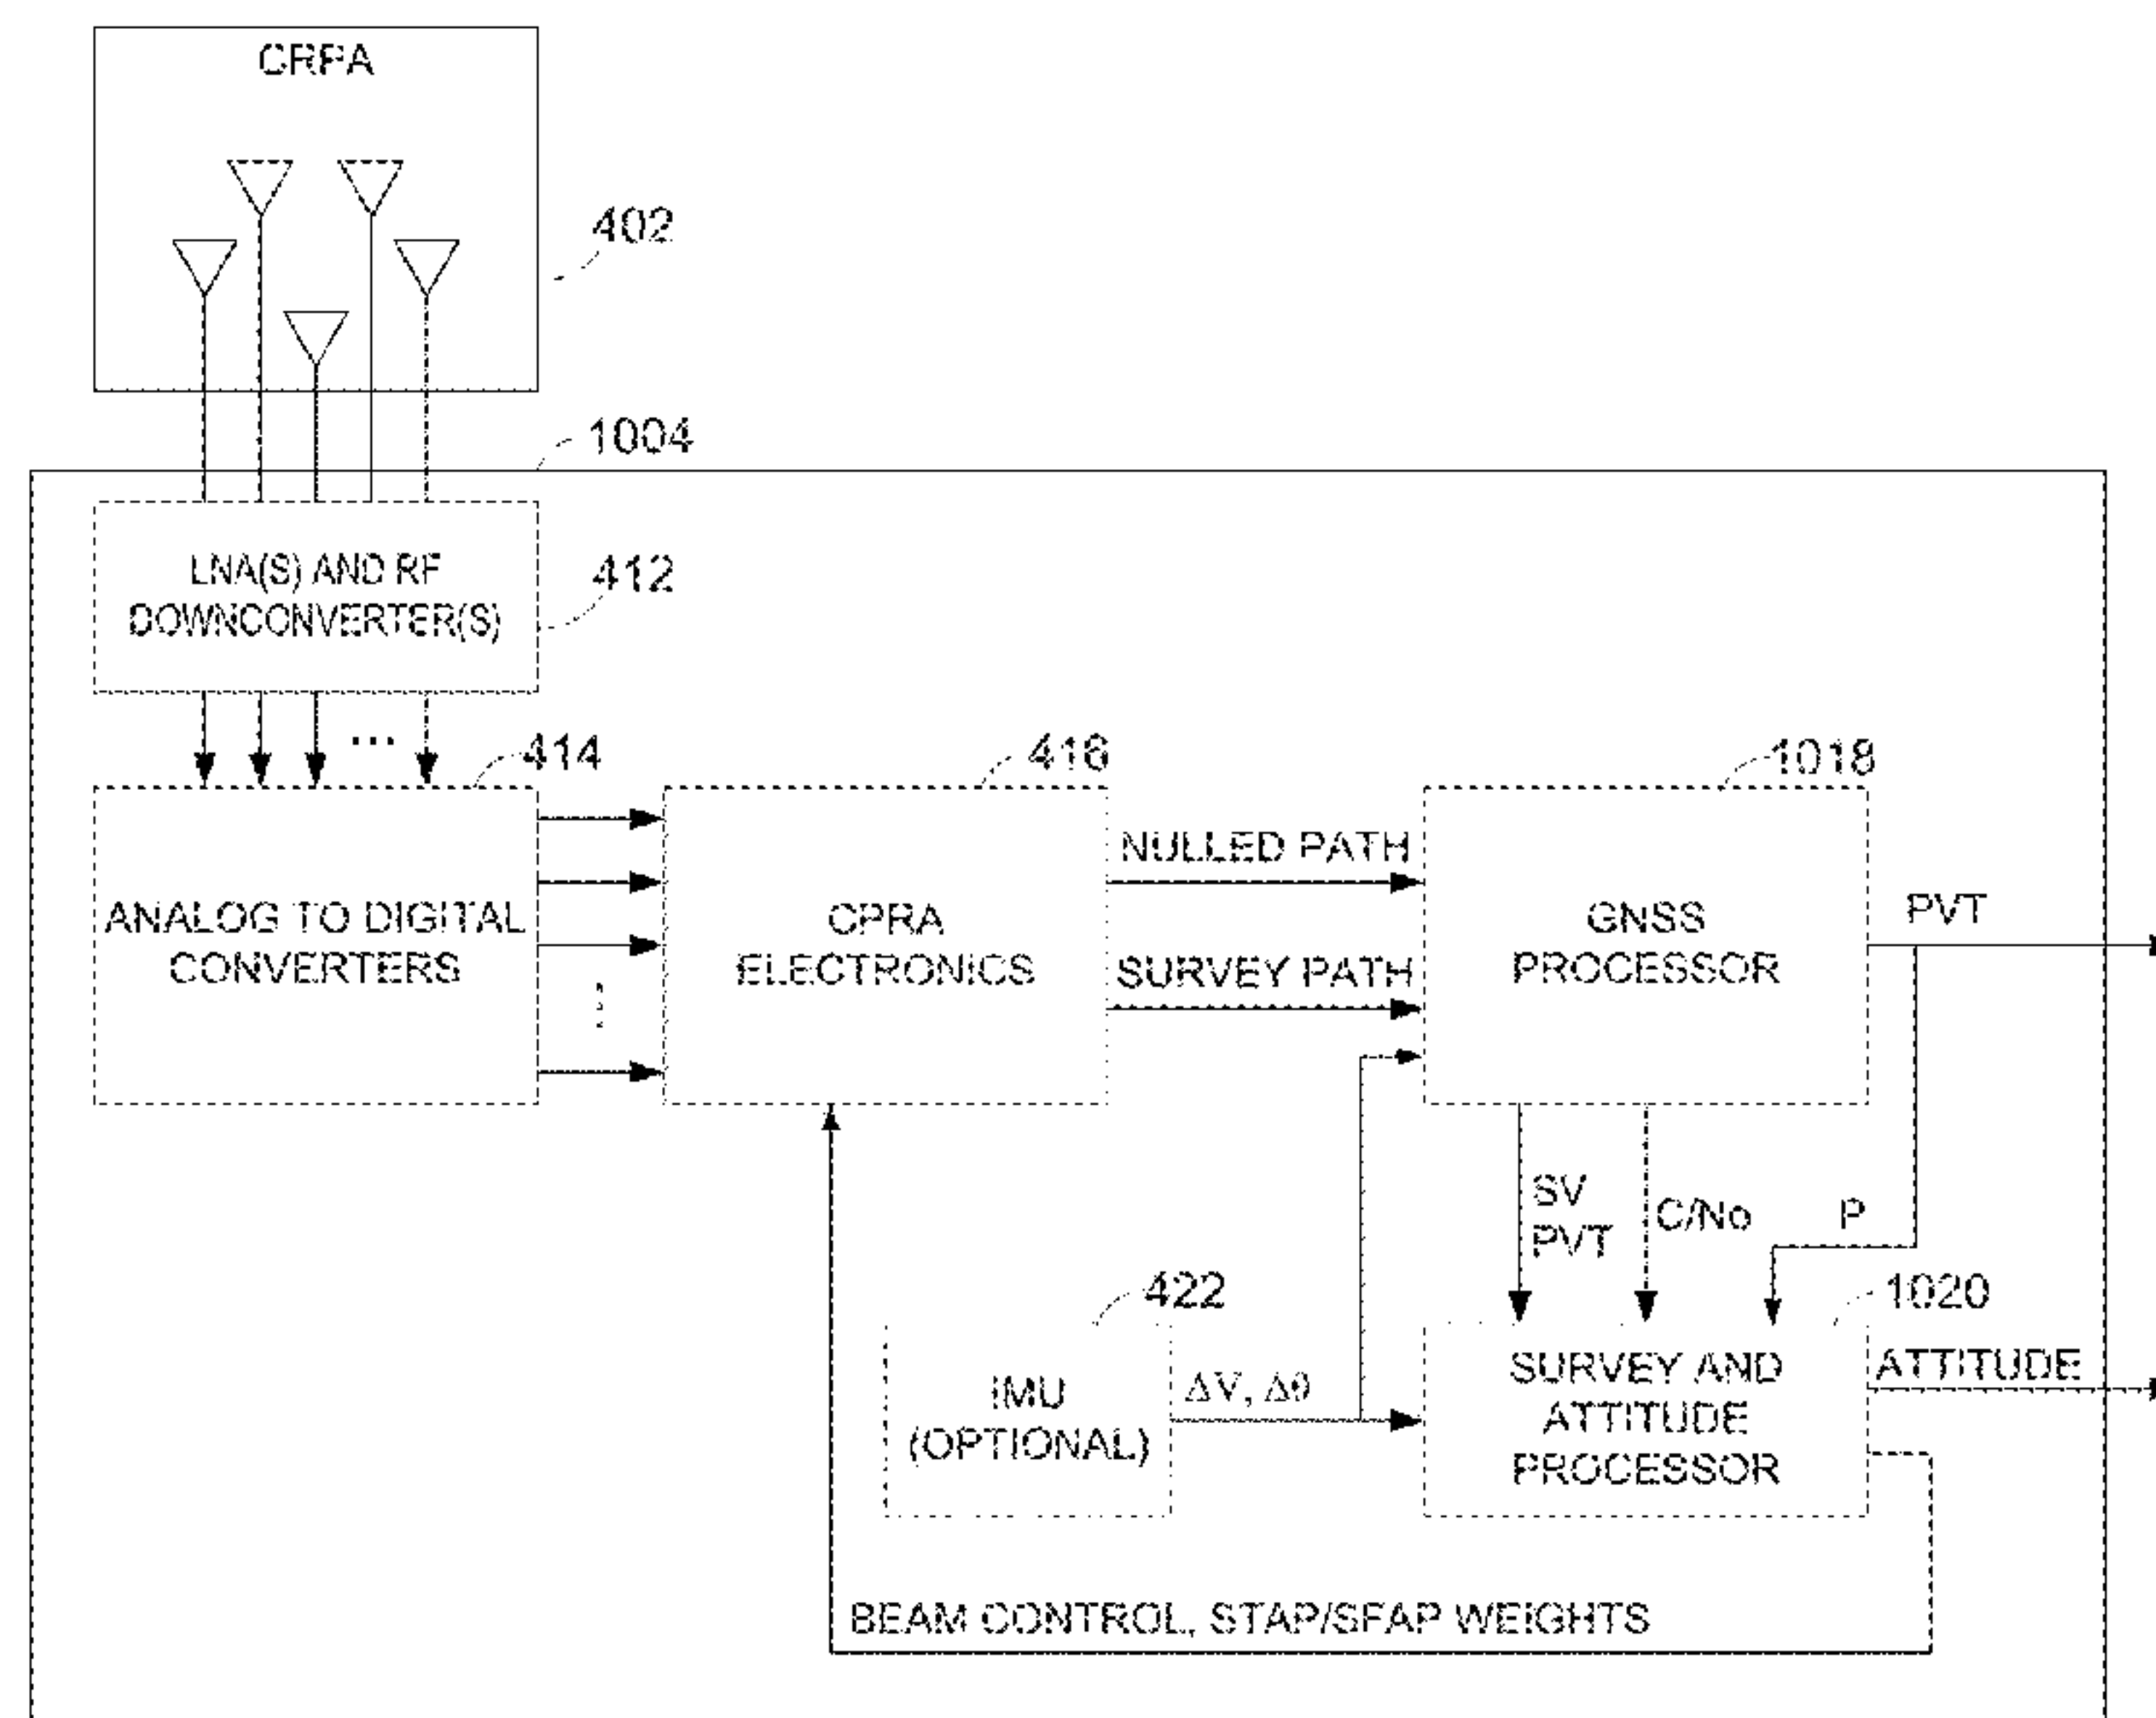 CRPA
402
1004
LNA(S) AND RF
DOWNCONVERTER(S)
412
...
414
416
1018
ANALOG TO DIGITAL
CONVERTERS
CPRA
ELECTRONICS
NULLED PATH
SURVEY PATH
GNSS
PROCESSOR
PVT
SV
PVT
C/No
P
422
1020
IMU
(OPTIONAL)
ΔV, Δθ
SURVEY AND
ATTITUDE
PROCESSOR
ATTITUDE
BEAM CONTROL, STAP/SFAP WEIGHTS